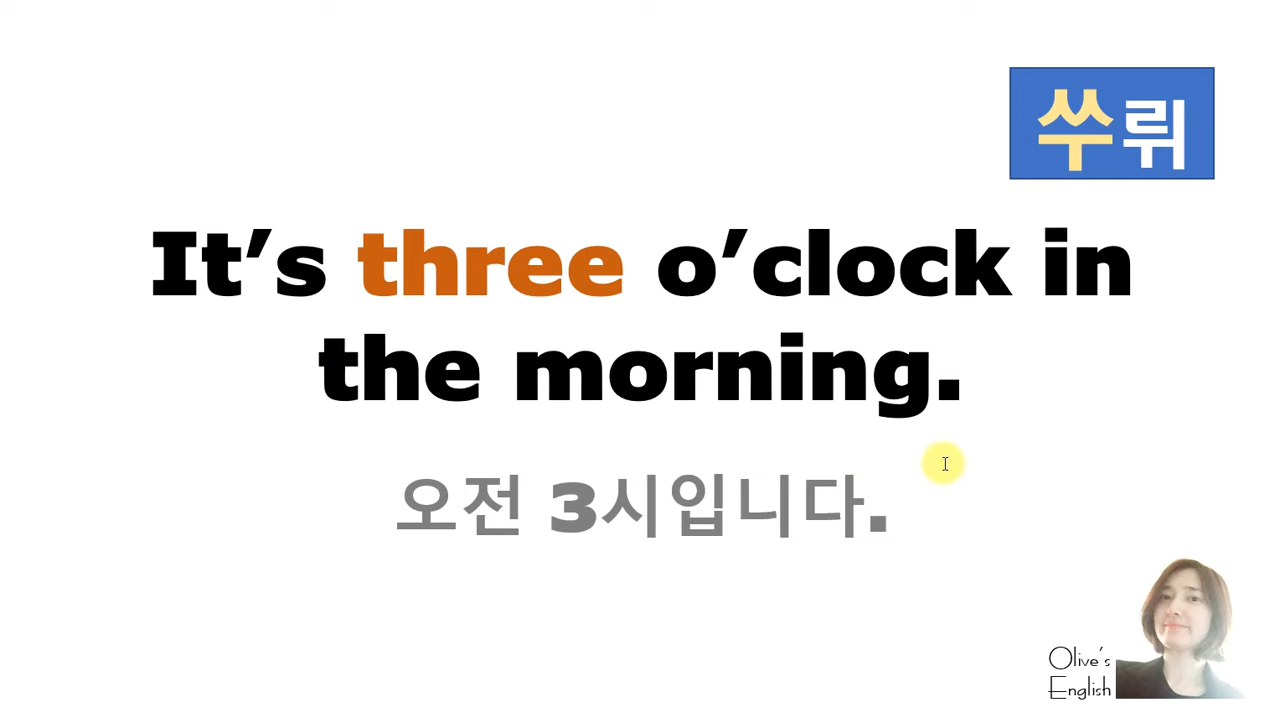 쑤뤼
It’s three o’clock in
the morning.
오전 3시입니다.
Olive's
English